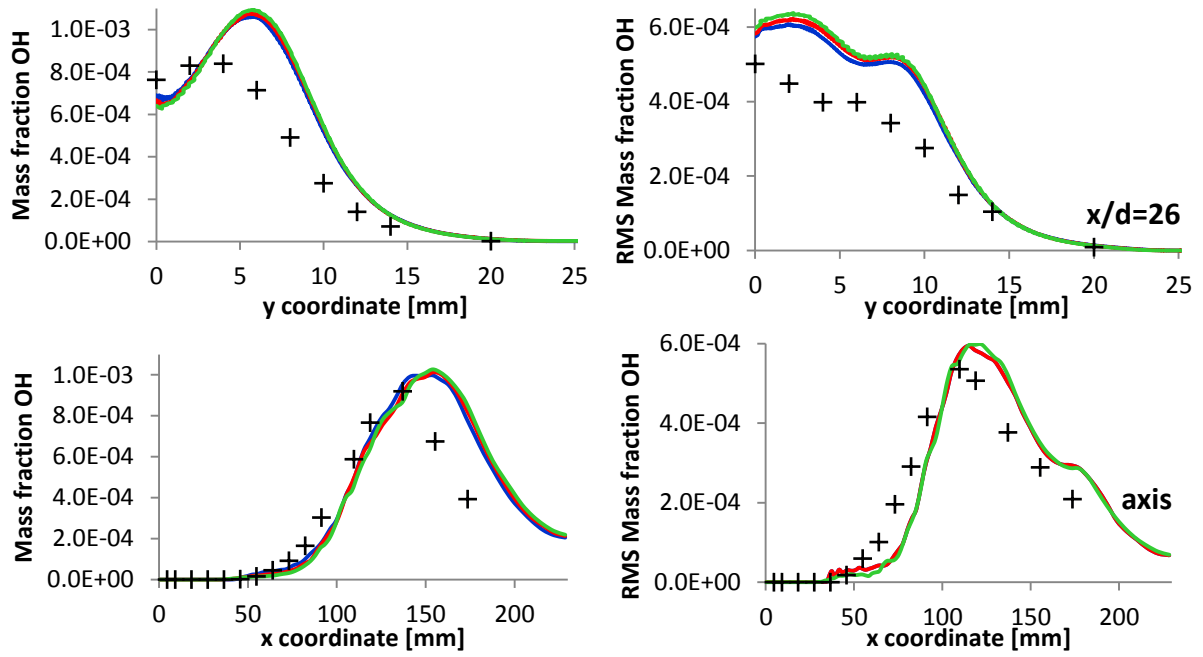 Mass fraction OH
1.0E-03
8.0E-04
6.0E-04
4.0E-04
2.0E-04
0.0E+00
0 5 10 15 20 25
y coordinate [mm]
RMS Mass fraction OH
6.0E-04
4.0E-04
2.0E-04
0.0E+00
x/d=26
0 5 10 15 20 25
y coordinate [mm]
Mass fraction OH
1.0E-03
8.0E-04
6.0E-04
4.0E-04
2.0E-04
0.0E+00
0 50 100 150 200
x coordinate [mm]
RMS Mass fraction OH
6.0E-04
4.0E-04
2.0E-04
0.0E+00
axis
0 50 100 150 200
x coordinate [mm]